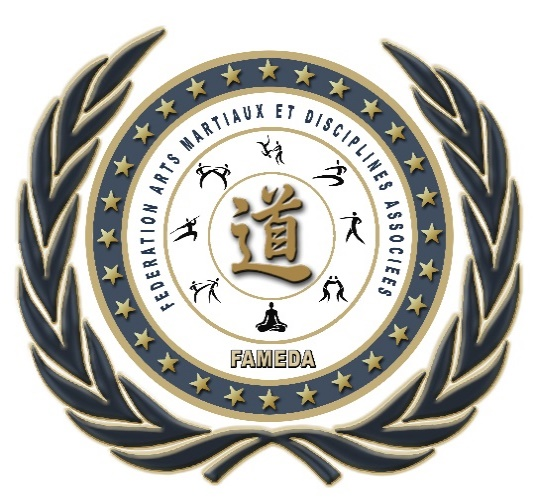 FEDERATION ARTS MARTIAUX ET DISCIPLINES ASSOCIEES
道
FAMEDA